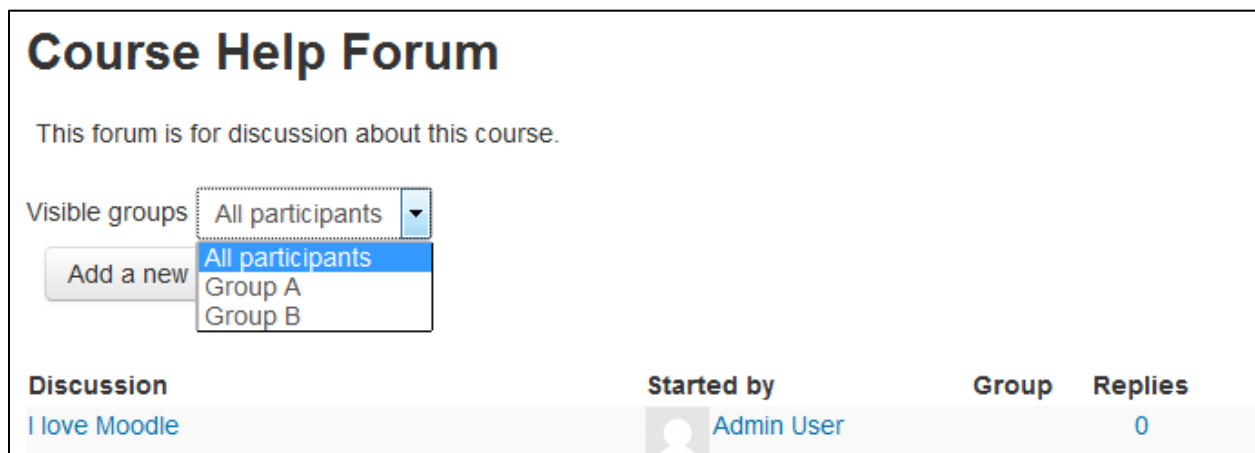 Course Help Forum
This forum is for discussion about this course.
Visible groups All participants
All participants
Add a new
Group A
Group B
Discussion Started by Group Replies
I love Moodle Admin User 0